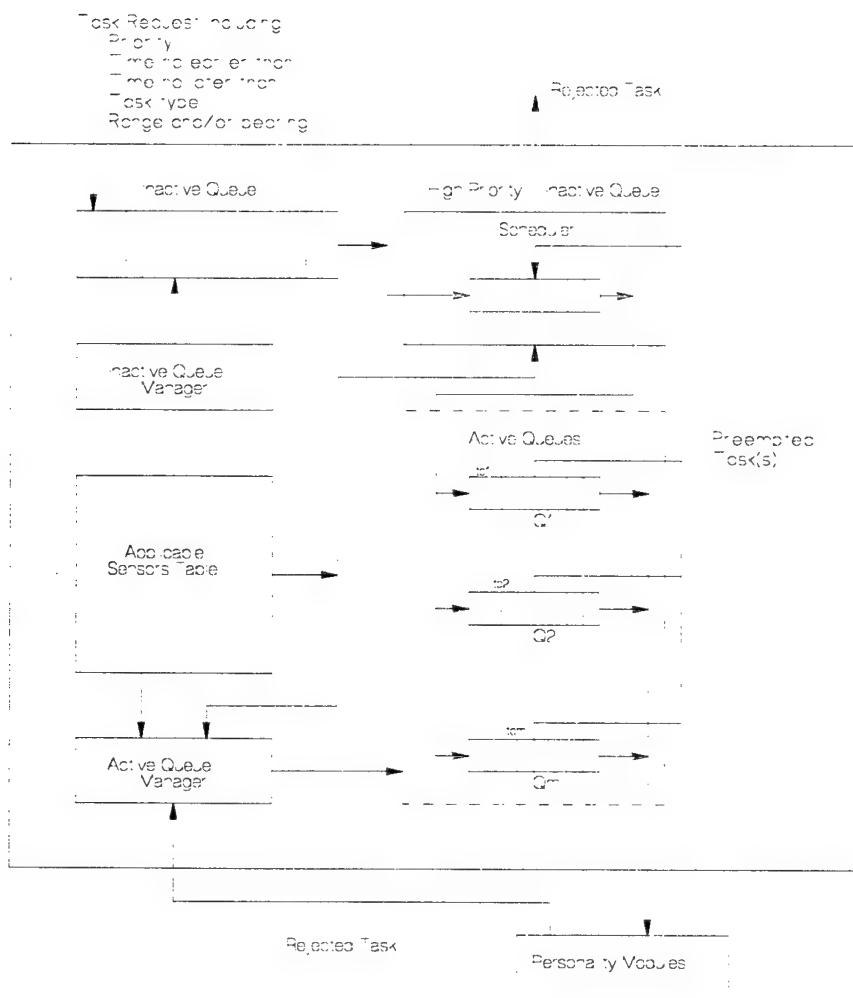 Task Request including
Priority
Time no earlier than
Time no later than
Task type
Range and/or bearing
Rejected Task
Inactive Queue
High Priority Inactive Queue
Scheduler
Inactive Queue
Manager
Active Queues
Preempted
Task(s)
Q1
Applicable
Sensors Table
Q2
Active Queue
Manager
Qm
Rejected Task
Personality Modules